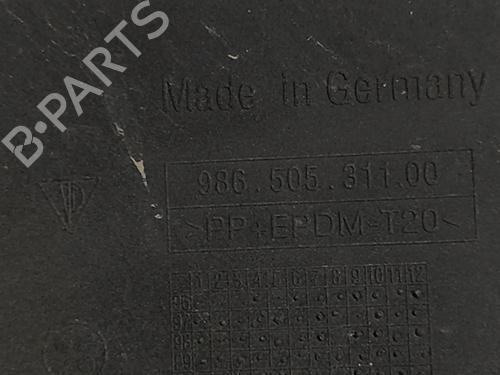 B-PARTS
Made in Germany
986.505.311.00
>PP+EPDM-T20<
1 2 3 4 5 6 7 8 9 10 11 12